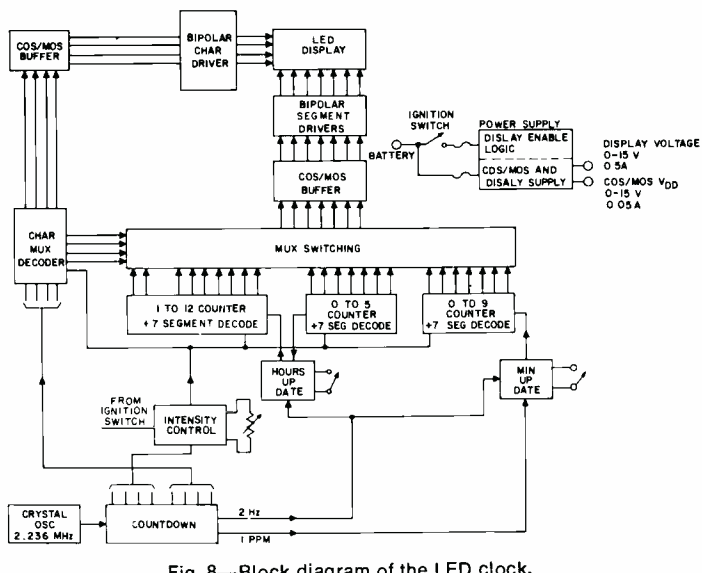 COS/MOS
BUFFER
BIPOLAR
CHAR
DRIVER
LED
DISPLAY
BIPOLAR
SEGMENT
DRIVERS
COS/MOS
BUFFER
IGNITION
SWITCH
BATTERY
POWER SUPPLY
DISLAY ENABLE
LOGIC
CDS/MOS AND
DISALY SUPPLY
DISPLAY VOLTAGE
0-15 V
0 5A
COS/MOS VDD
0-15 V
0 05A
CHAR
MUX
DECODER
MUX SWITCHING
1 TO 12 COUNTER
+7 SEGMENT DECODE
0 TO 5
COUNTER
+7 SEG DECODE
0 TO 9
COUNTER
+7 SEG DECODE
HOURS
UP
DATE
MIN
UP
DATE
FROM
IGNITION
SWITCH
INTENSITY
CONTROL
CRYSTAL
OSC
2.236 MHz
COUNTDOWN
2 Hz
1 PPM
Fig. 8—Block diagram of the LED clock.